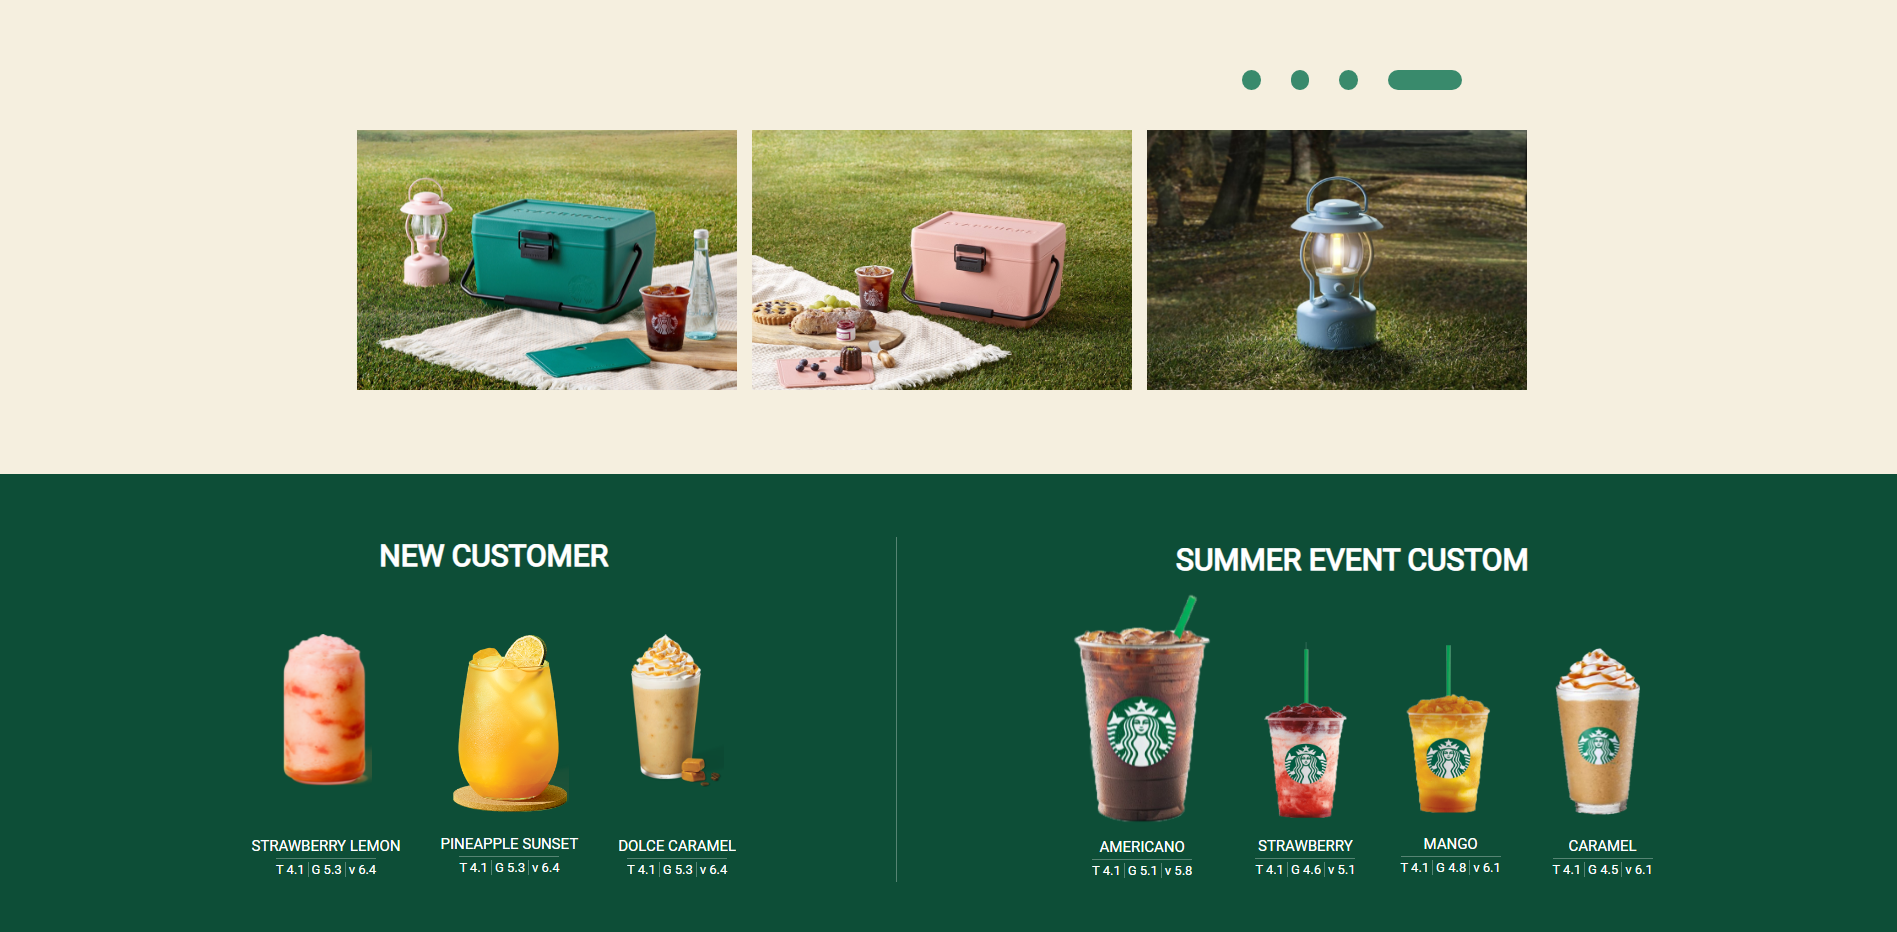 NEW CUSTOMER
STRAWBERRY LEMON
T 4.1 G 5.3 v 6.4
PINEAPPLE SUNSET
T 4.1 G 5.3 v 6.4
DOLCE CARAMEL
T 4.1 G 5.3 v 6.4
SUMMER EVENT CUSTOM
AMERICANO
T 4.1 G 5.1 v 5.8
STRAWBERRY
T 4.1 G 4.6 v 5.1
MANGO
T 4.1 G 4.8 v 6.1
CARAMEL
T 4.1 G 4.5 v 6.1